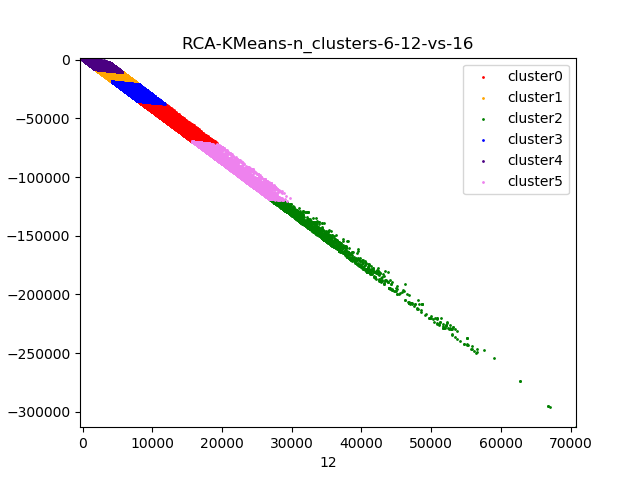 RCA-KMeans-n_clusters-6-12-vs-16
0
−50000
−100000
−150000
−200000
−250000
−300000
cluster0
cluster1
cluster2
cluster3
cluster4
cluster5
0 10000 20000 30000 40000 50000 60000 70000
12